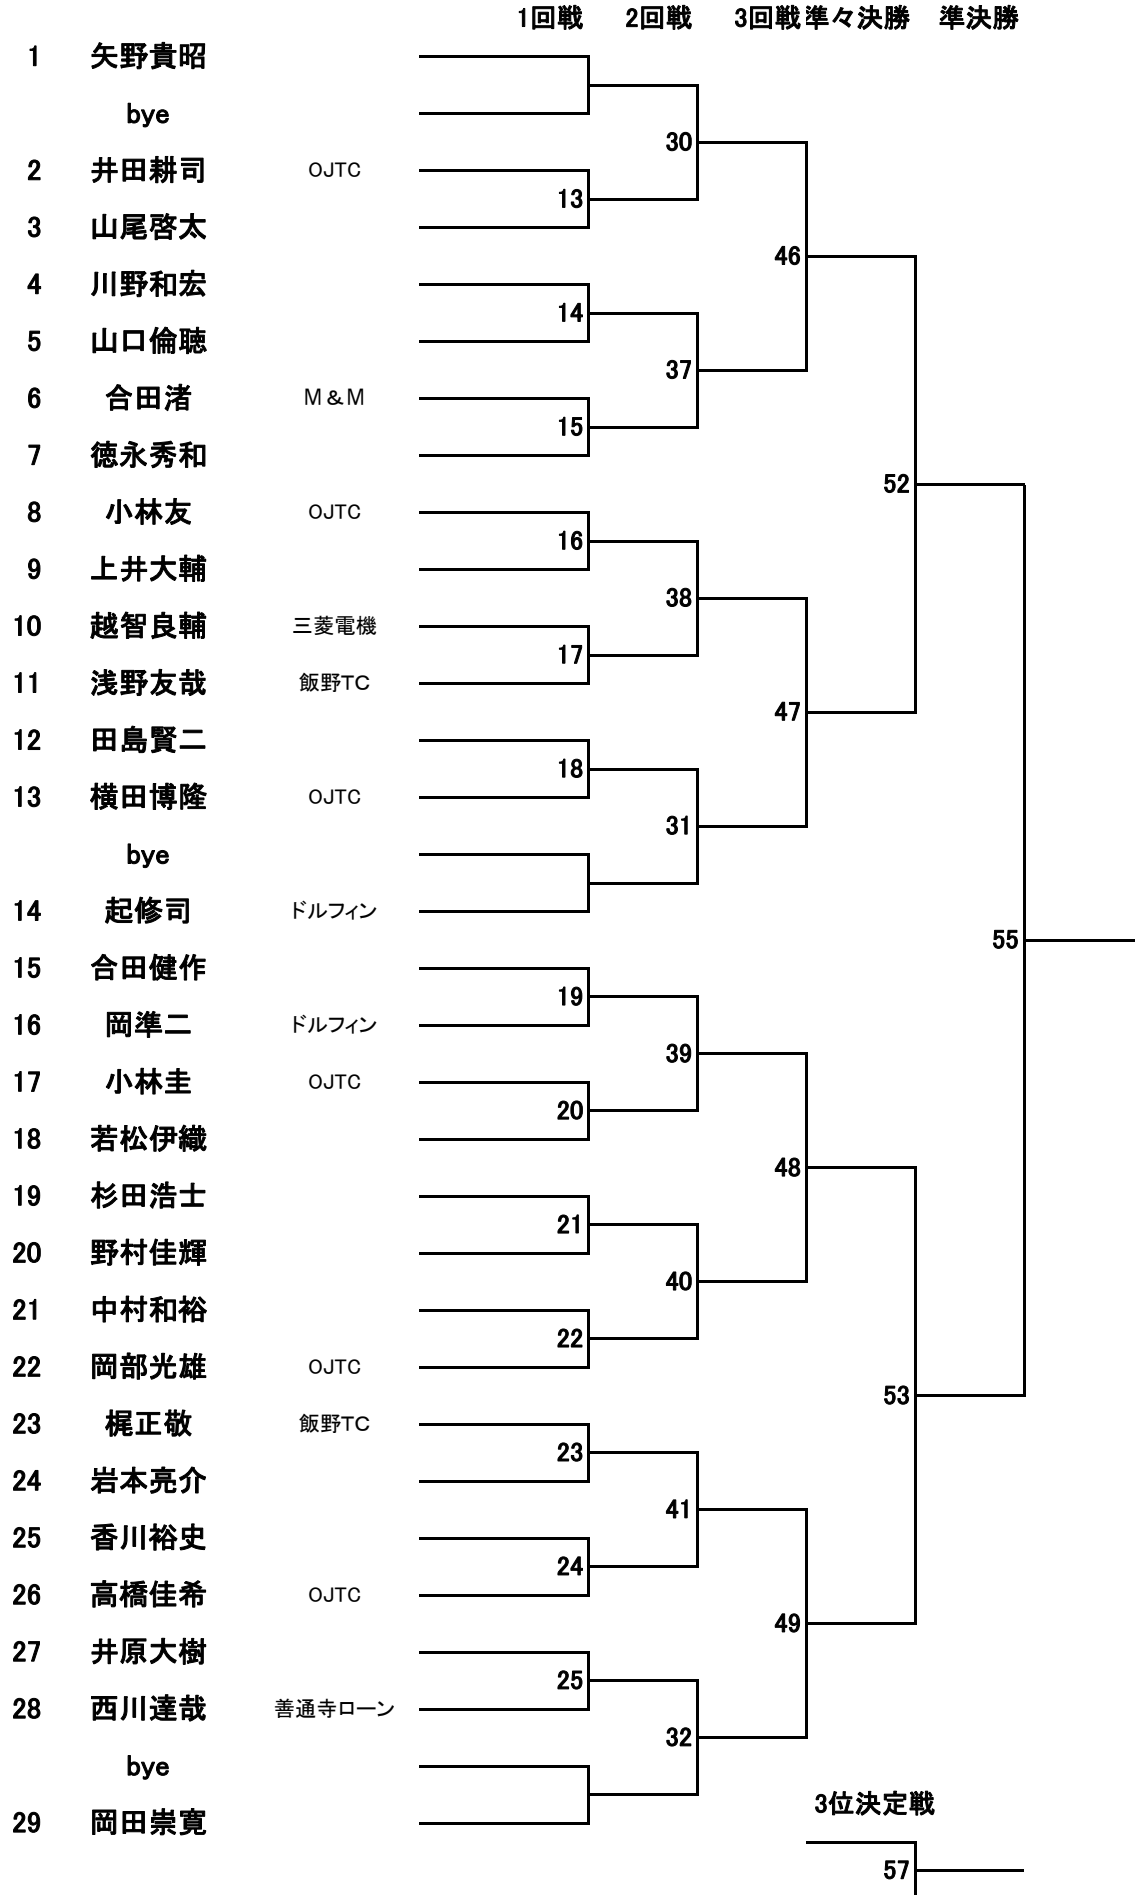 1回戦 2回戦 3回戦 準々決勝 準決勝
1 矢野貴昭
bye
30
2 井田耕司 OJTC
13
3 山尾啓太
46
4 川野和宏
14
5 山口倫聴
37
6 合田渚 M&M
15
7 徳永秀和
52
8 小林友 OJTC
16
9 上井大輔
38
10 越智良輔 三菱電機
17
11 浅野友哉 飯野TC
47
12 田島賢二
18
13 横田博隆 OJTC
31
bye
14 起修司 ドルフィン
55
15 合田健作
19
16 岡準二 ドルフィン
39
17 小林圭 OJTC
20
18 若松伊織
48
19 杉田浩士
21
20 野村佳輝
40
21 中村和裕
22
22 岡部光雄 OJTC
53
23 梶正敬 飯野TC
23
24 岩本亮介
41
25 香川裕史
24
26 高橋佳希 OJTC
49
27 井原大樹
25
28 西川達哉 善通寺ローン
32
bye
3位決定戦
29 岡田崇寛
57